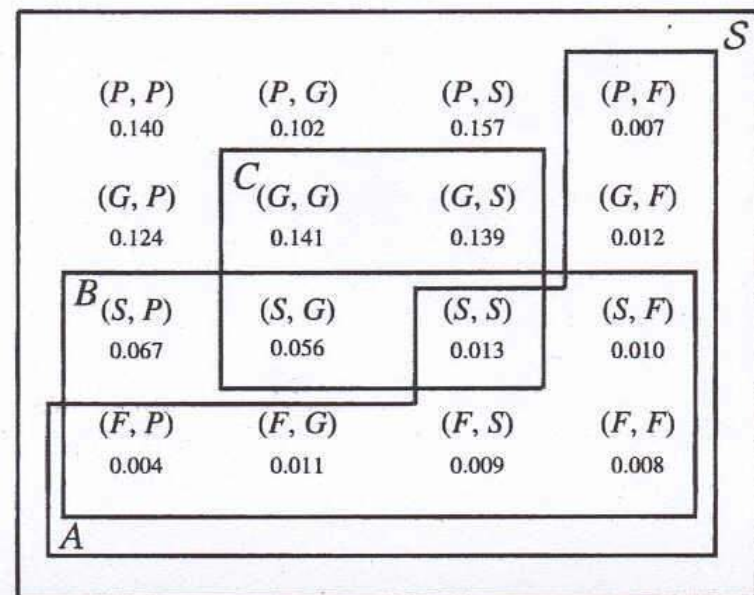 S
(P, P) (P, G) (P, S) (P, F)
0.140 0.102 0.157 0.007
C
(G, P) (G, G) (G, S) (G, F)
0.124 0.141 0.139 0.012
B
(S, P) (S, G) (S, S) (S, F)
0.067 0.056 0.013 0.010
(F, P) (F, G) (F, S) (F, F)
0.004 0.011 0.009 0.008
A